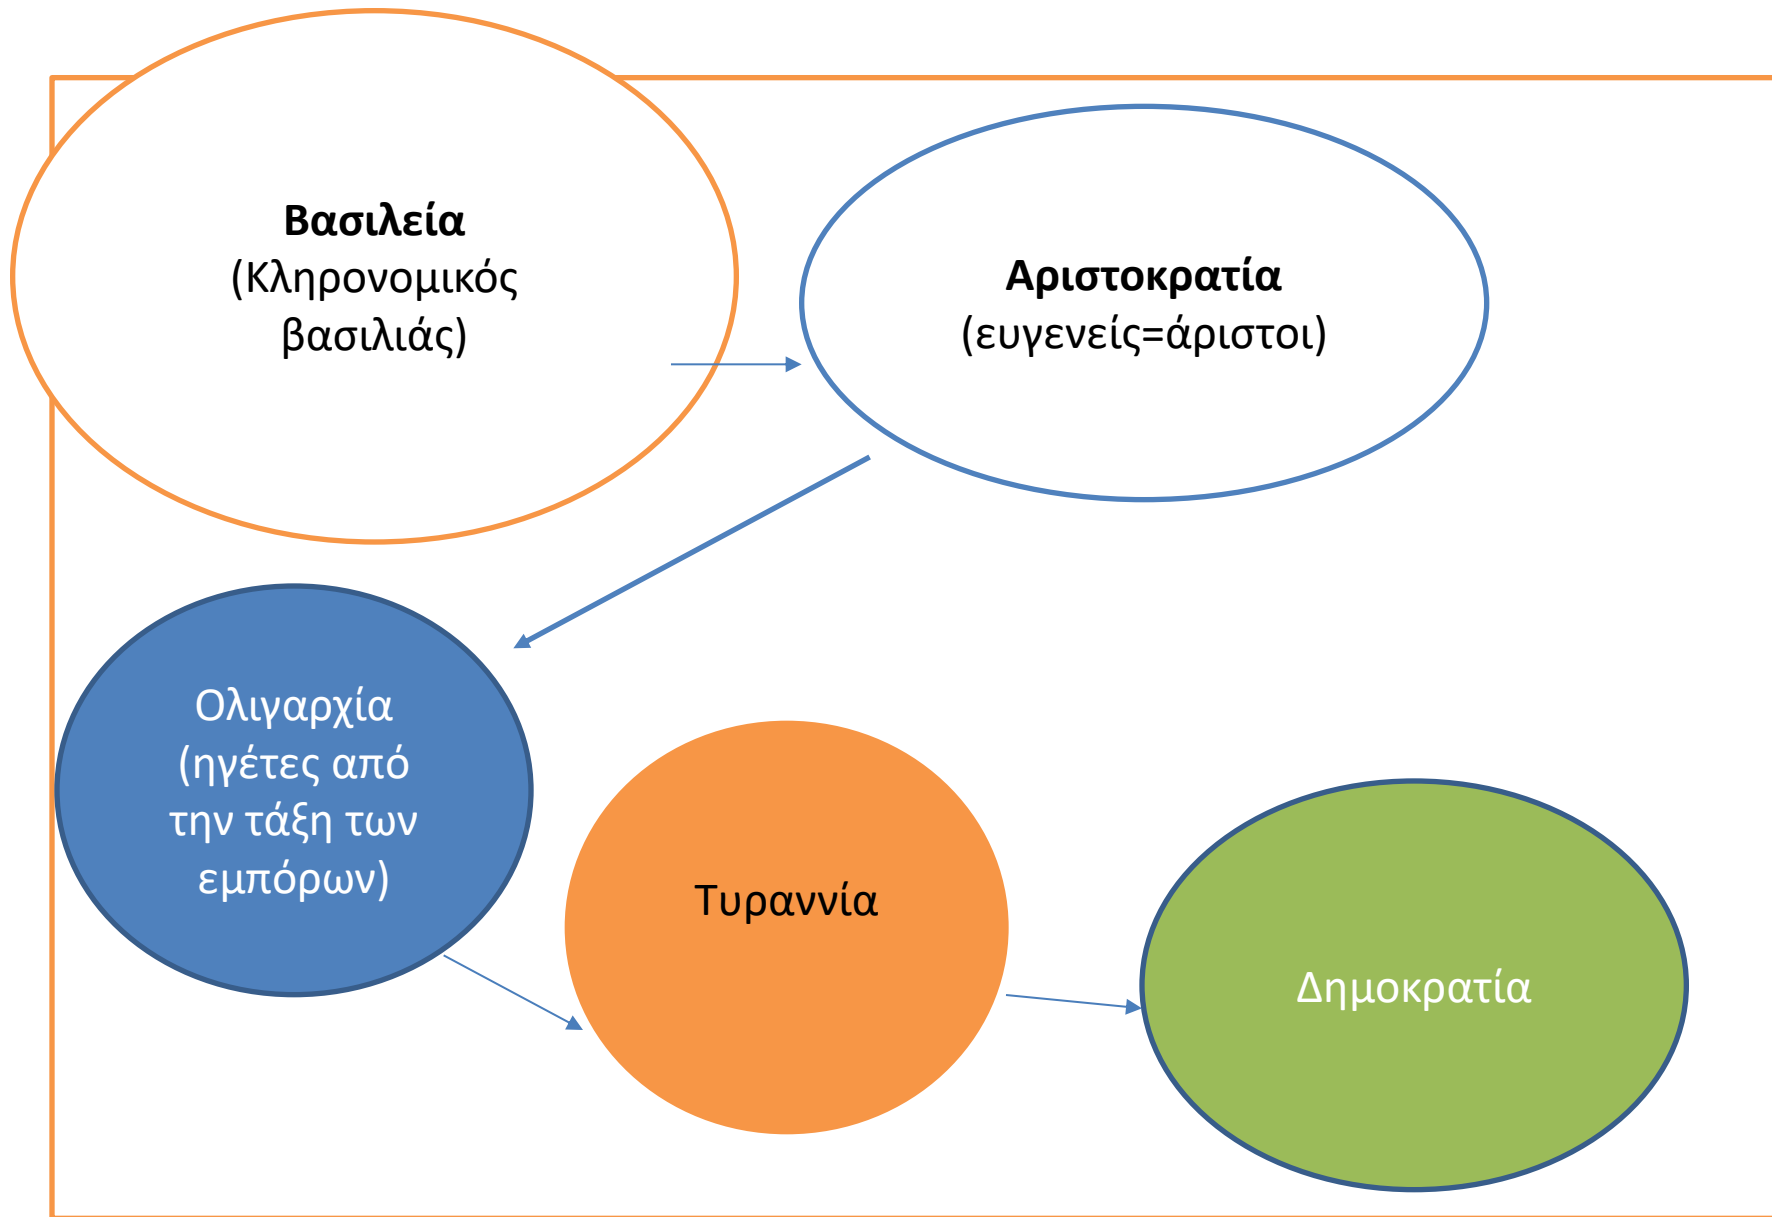 Βασιλεία
(Κληρονομικός
βασιλιάς)
Αριστοκρατία
(ευγενείς=άριστοι)
Ολιγαρχία
(ηγέτες από
την τάξη των
εμπόρων)
Τυραννία
Δημοκρατία